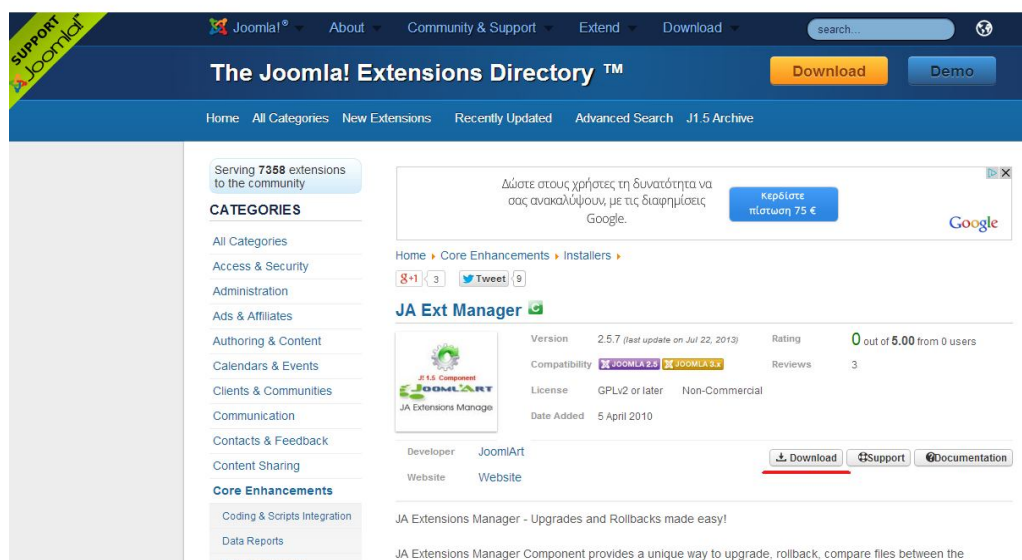 SUPPORT
Joomla!
Joomla!® About Community & Support Extend Download search...
The Joomla! Extensions Directory ™ Download Demo
Home All Categories New Extensions Recently Updated Advanced Search J1.5 Archive
Serving 7358 extensions
to the community
CATEGORIES
All Categories
Access & Security
Administration
Ads & Affiliates
Authoring & Content
Calendars & Events
Clients & Communities
Communication
Contacts & Feedback
Content Sharing
Core Enhancements
Coding & Scripts Integration
Data Reports
Δώστε στους χρήστες τη δυνατότητα να
σας ανακαλύψουν, με τις διαφημίσεις
Google.
Κερδίστε
πίστωση 75 €
Google
Home Core Enhancements Installers
g+1 3 Tweet 9
JA Ext Manager
J! 1.5 Component
JOOMLART
JA Extensions Manage
Version 2.5.7 (last update on Jul 22, 2013) Rating 0 out of 5.00 from 0 users
Compatibility JOOMLA 2.5 JOOMLA 3.x Reviews 3
License GPLv2 or later Non-Commercial
Date Added 5 April 2010
Developer JoomlArt
Website Website
Download Support Documentation
JA Extensions Manager - Upgrades and Rollbacks made easy!
JA Extensions Manager Component provides a unique way to upgrade, rollback, compare files between the